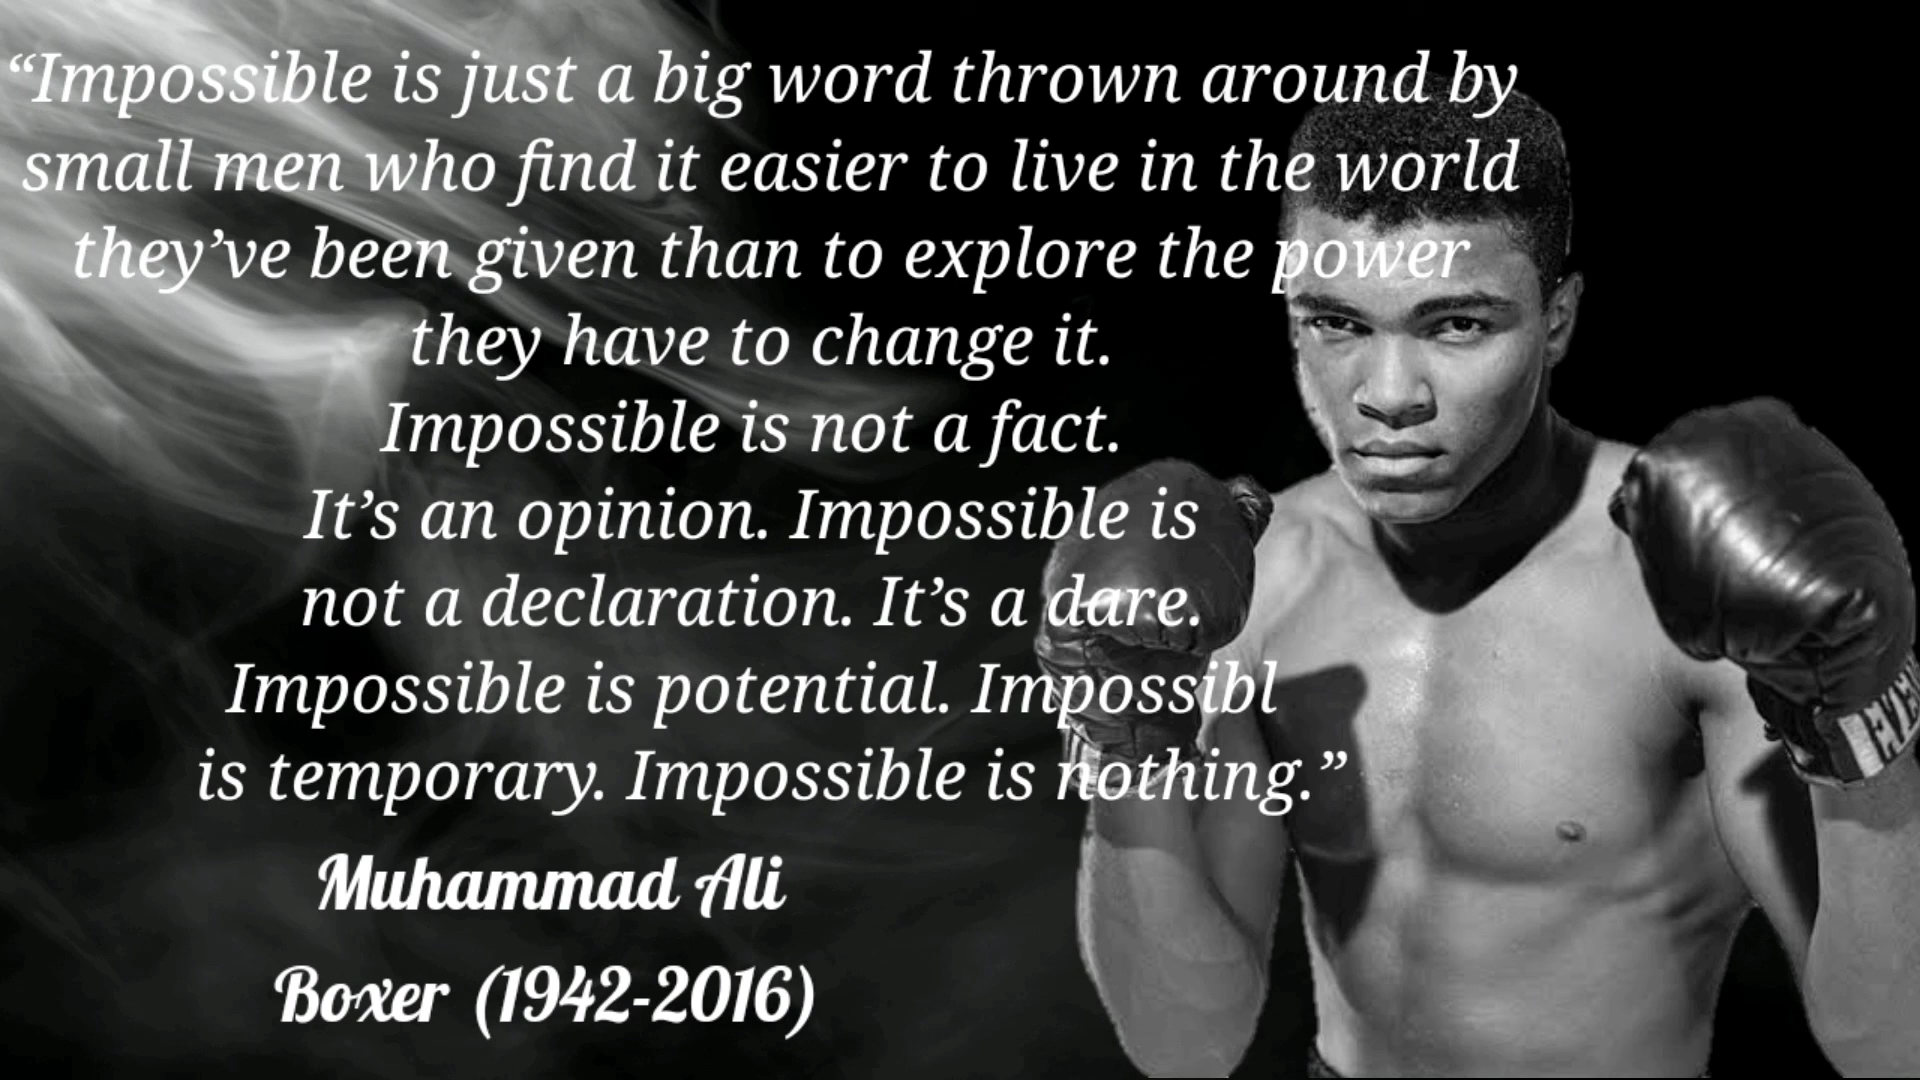 “Impossible is just a big word thrown around by
small men who find it easier to live in the world
they’ve been given than to explore the power
they have to change it.
Impossible is not a fact.
It’s an opinion. Impossible is
not a declaration. It’s a dare.
Impossible is potential. Impossibl
is temporary. Impossible is nothing.”
Muhammad Ali
Boxer (1942-2016)